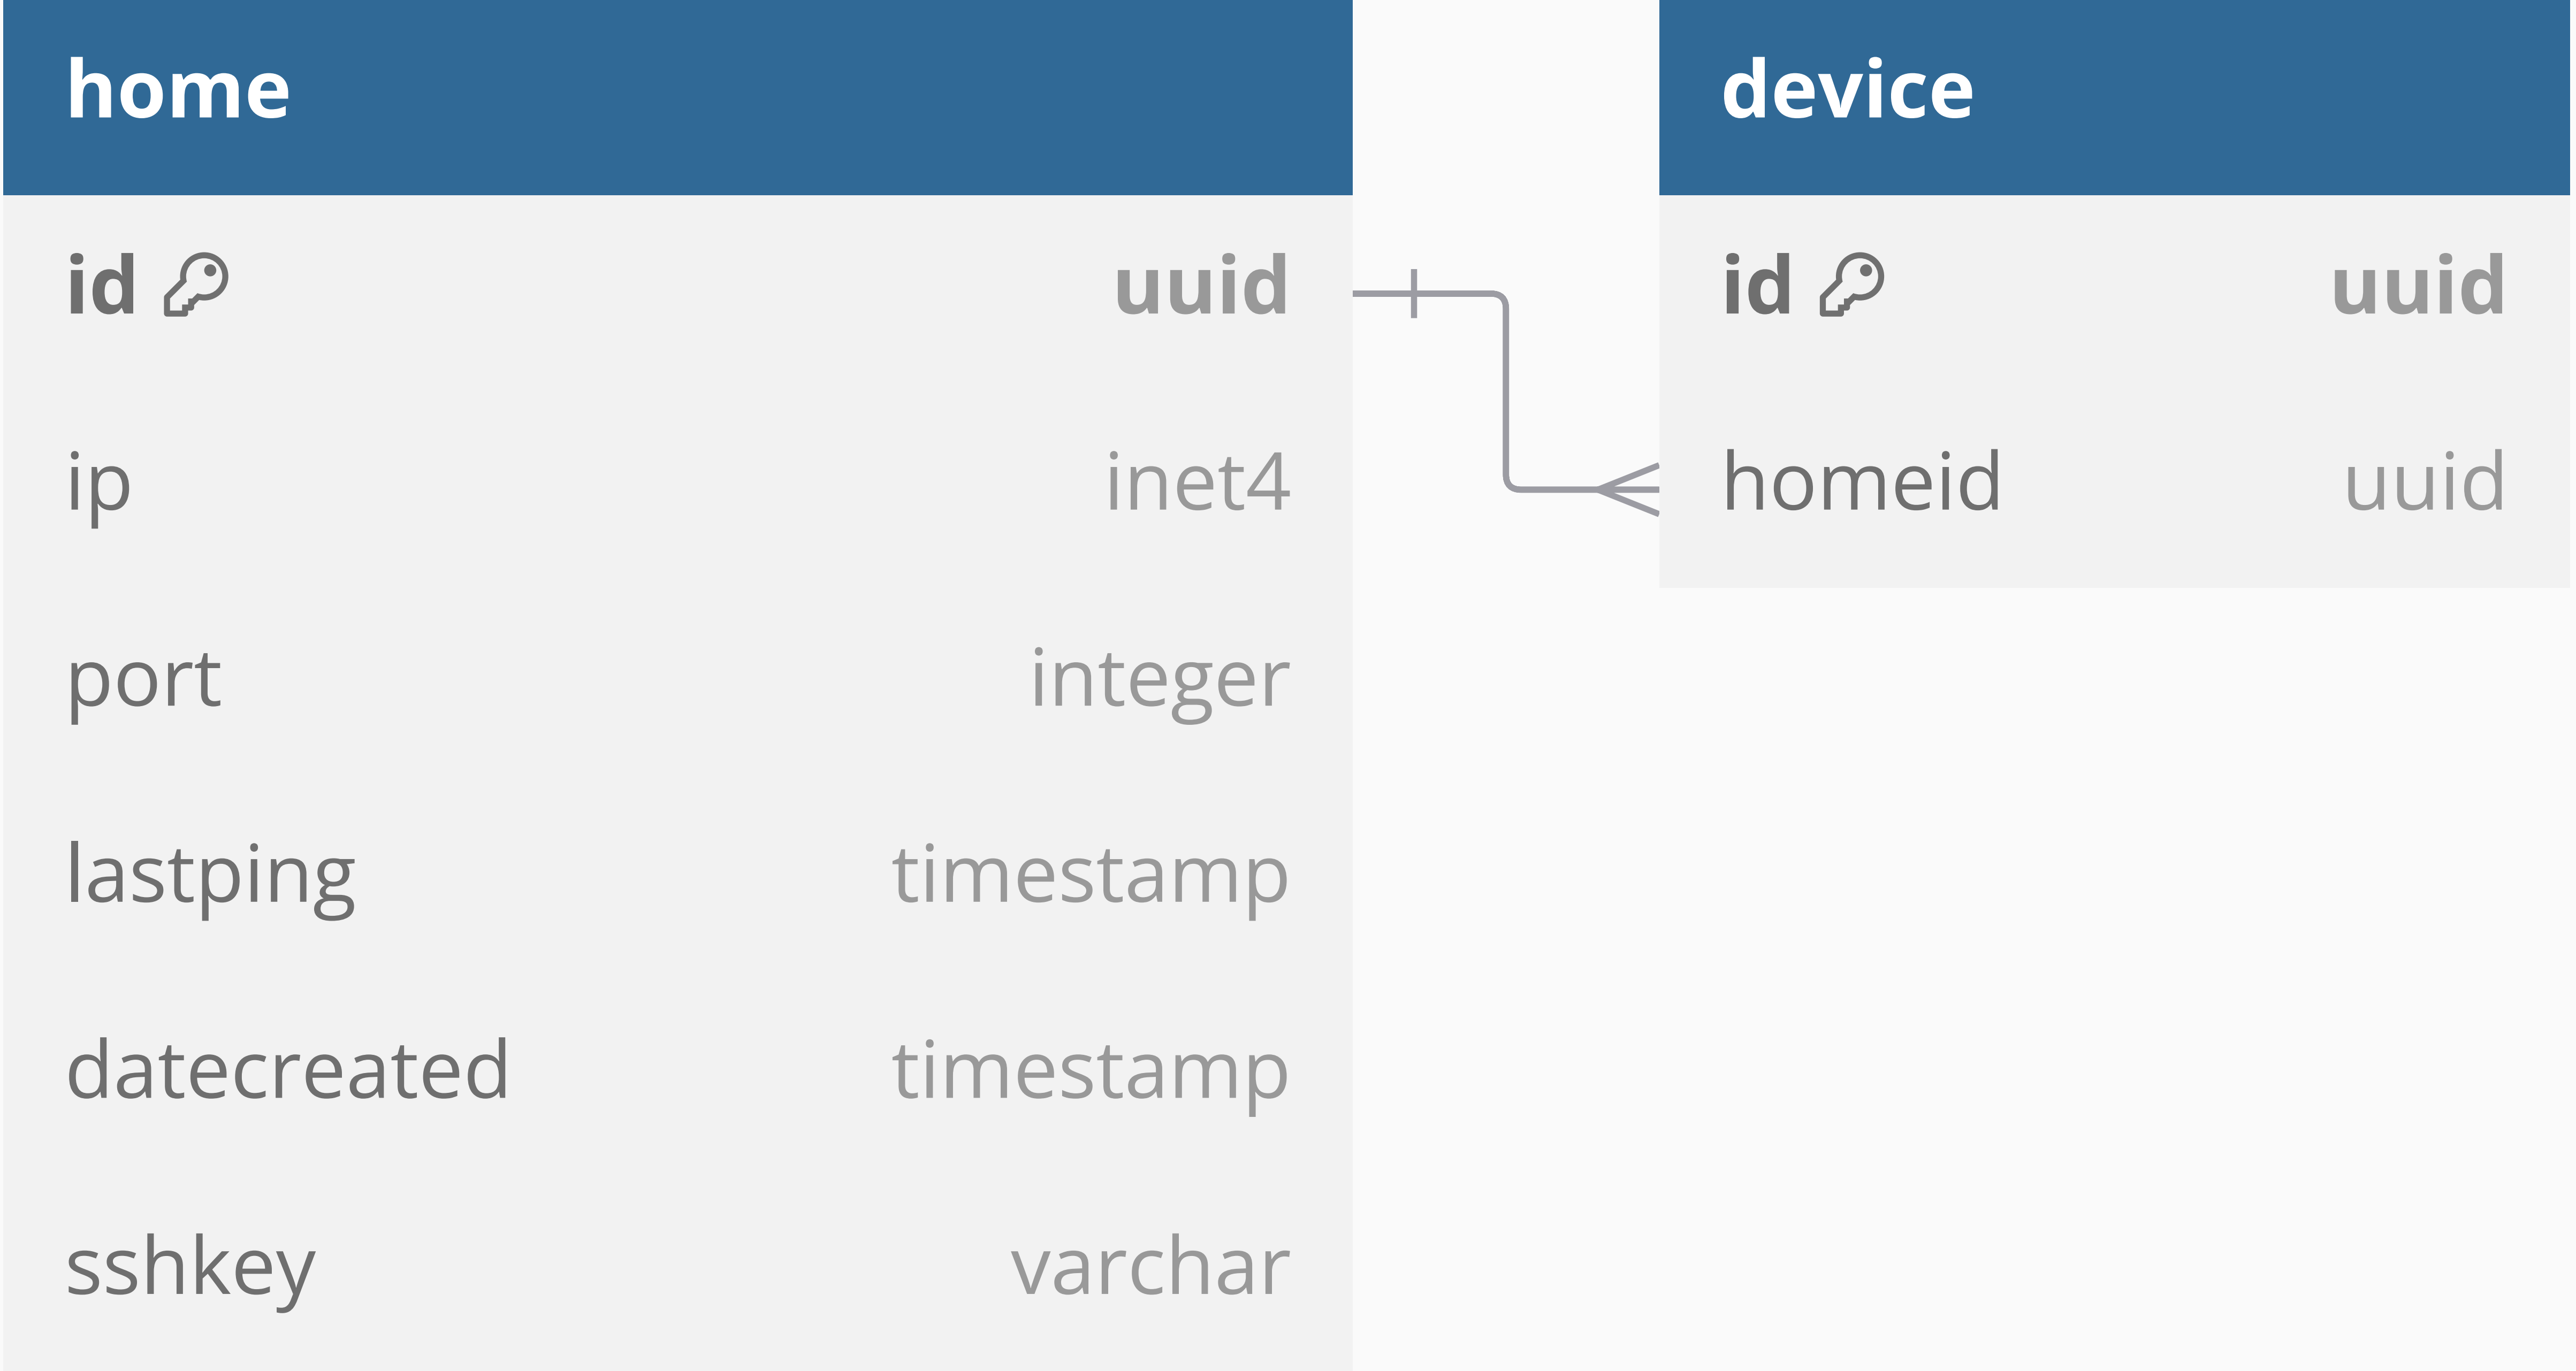 home
id uuid
ip inet4
port integer
lastping timestamp
datecreated timestamp
sshkey varchar
device
id uuid
homeid uuid